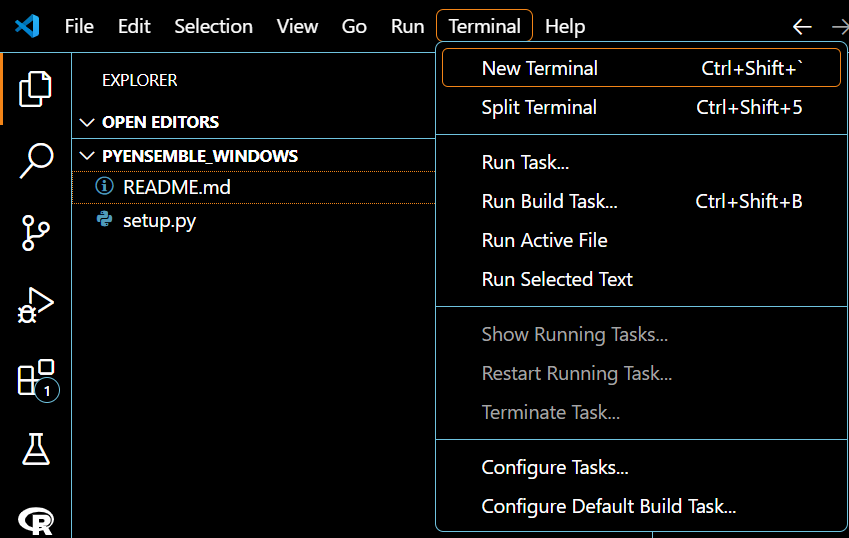 File Edit Selection View Go Run Terminal Help
EXPLORER
OPEN EDITORS
PYENSEMBLE_WINDOWS
README.md
setup.py
1
R
New Terminal Ctrl+Shift+`
Split Terminal Ctrl+Shift+5
Run Task...
Run Build Task... Ctrl+Shift+B
Run Active File
Run Selected Text
Show Running Tasks...
Restart Running Task...
Terminate Task...
Configure Tasks...
Configure Default Build Task...